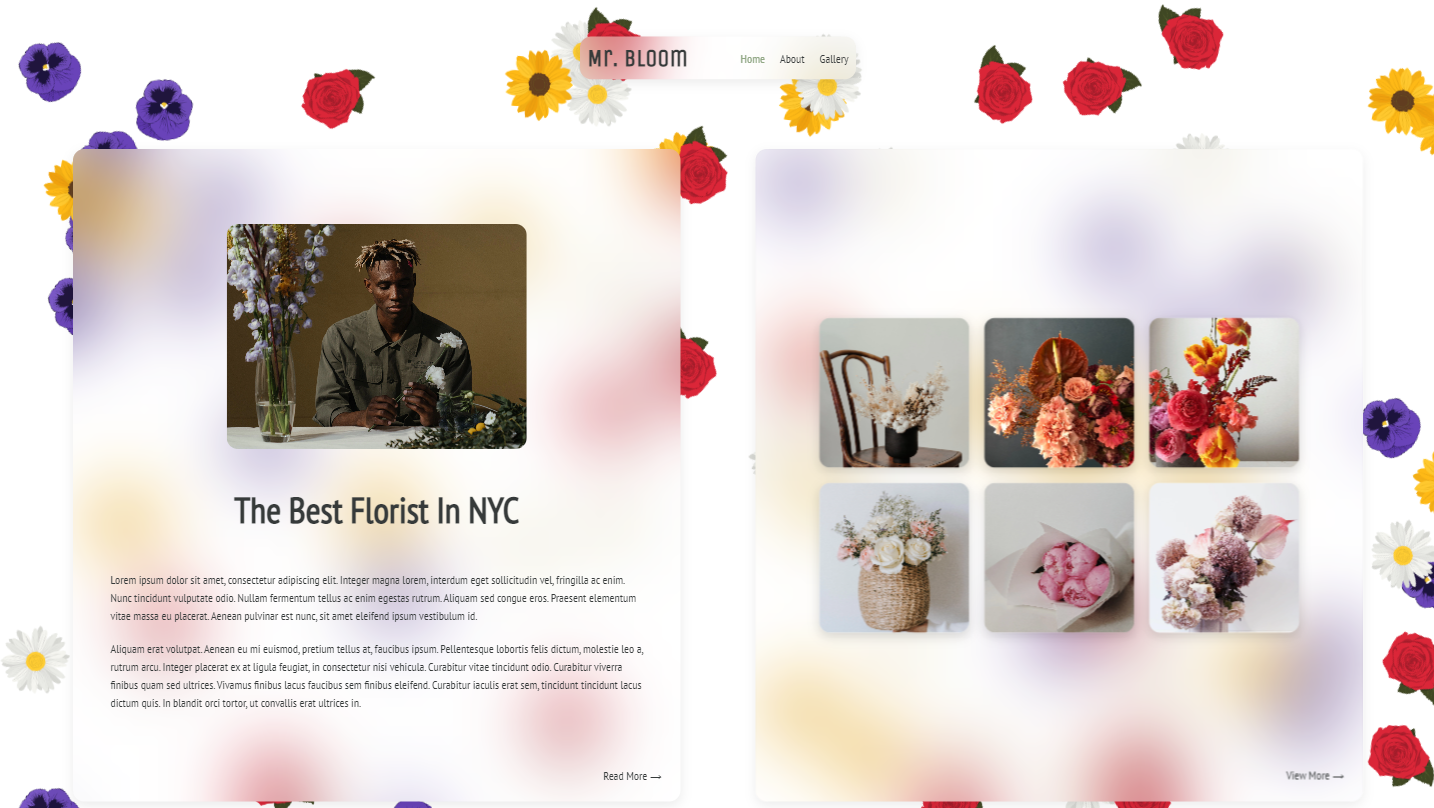 Mr. BLOOM
Home About Gallery
The Best Florist In NYC
Lorem ipsum dolor sit amet, consectetur adipiscing elit. Integer magna lorem, interdum eget sollicitudin vel, fringilla ac enim.
Nunc tincidunt vulputate odio. Nullam fermentum tellus ac enim egestas rutrum. Aliquam sed congue eros. Praesent elementum
vitae massa eu placerat. Aenean pulvinar est nunc, sit amet eleifend ipsum vestibulum id.
Aliquam erat volutpat. Aenean eu mi euismod, pretium tellus at, faucibus ipsum. Pellentesque lobortis felis dictum, molestie leo a,
rutrum arcu. Integer placerat ex at ligula feugiat, in consectetur nisi vehicula. Curabitur vitae tincidunt odio. Curabitur viverra
finibus quam sed ultrices. Vivamus finibus lacus faucibus sem finibus eleifend. Curabitur iaculis erat sem, tincidunt tincidunt lacus
dictum quis. In blandit orci tortor, ut convallis erat ultrices in.
Read More ⟶
View More ⟶